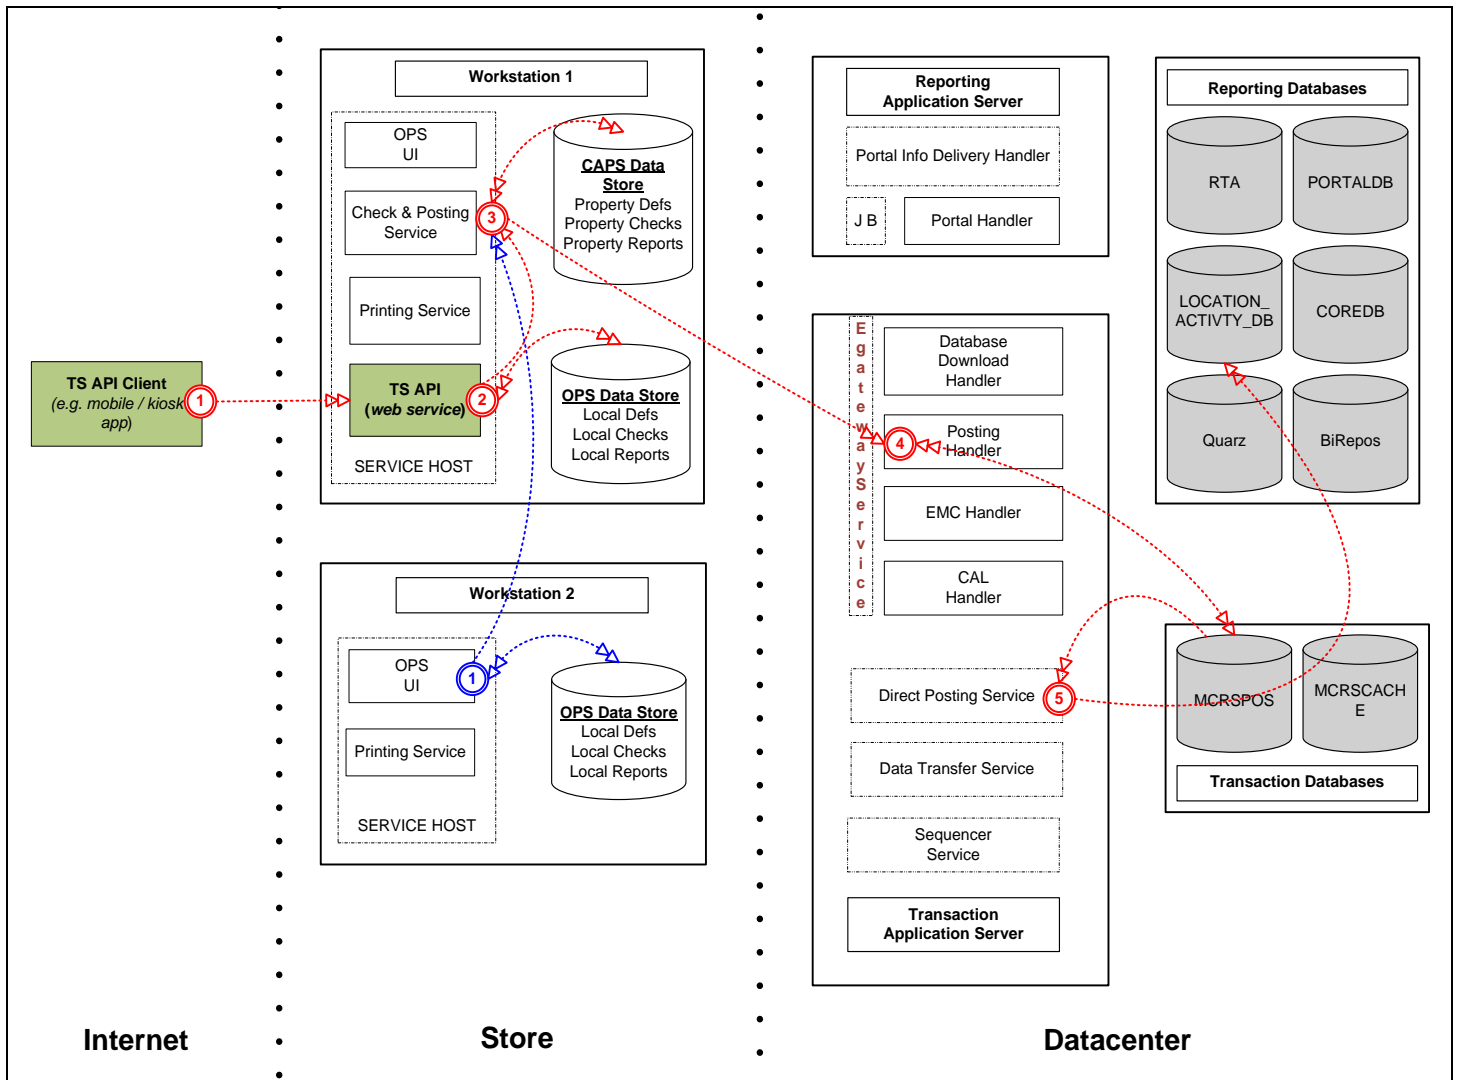 TS API Client
(e.g. mobile / kiosk
app)
1
Internet
Workstation 1
OPS
UI
Check & Posting
Service
3
Printing Service
TS API
(web service)
2
SERVICE HOST
CAPS Data
Store
Property Defs
Property Checks
Property Reports
OPS Data Store
Local Defs
Local Checks
Local Reports
Workstation 2
OPS
UI
1
Printing Service
SERVICE HOST
OPS Data Store
Local Defs
Local Checks
Local Reports
Store
Reporting
Application Server
Portal Info Delivery Handler
J B
Portal Handler
EgatewayService
Database
Download
Handler
Posting
Handler
4
EMC Handler
CAL
Handler
Direct Posting Service
5
Data Transfer Service
Sequencer
Service
Transaction
Application Server
Reporting Databases
RTA
PORTALDB
LOCATION_
ACTIVTY_DB
COREDB
Quarz
BiRepos
MCRSPOS
MCRSCACH
E
Transaction Databases
Datacenter